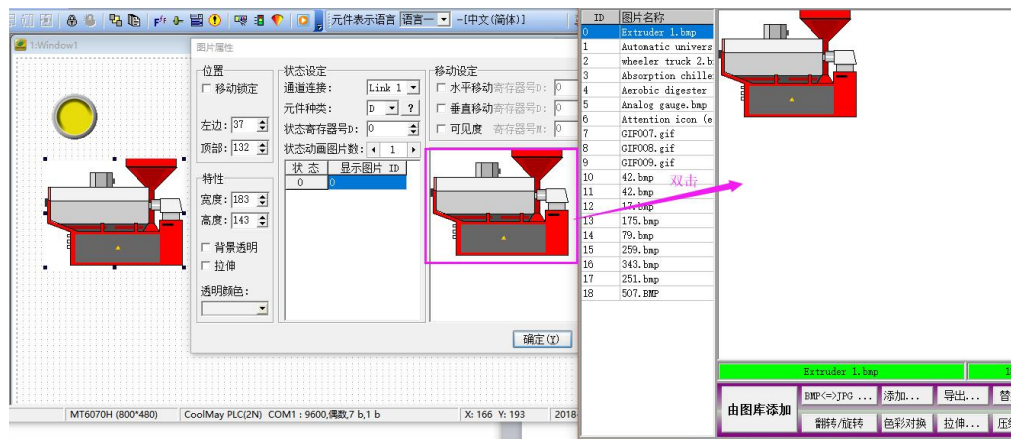 元件表示语言 语言一 -[中文(简体)]
1:Window1
图片属性
位置
移动锁定
左边: 37
顶部: 132
特性
宽度: 183
高度: 143
背景透明
拉伸
透明颜色:
状态设定
通道连接: Link 1
元件种类: D ?
状态寄存器号D: 0
状态动画图片数: 1
状 态 显示图片 ID
0 0
移动设定
水平移动 寄存器号D: 0
垂直移动 寄存器号D: 0
可见度 寄存器号M: 0
确定(Y)
双击
ID 图片名称
0 Extruder 1.bmp
1 Automatic univers
2 wheeler truck 2.b
3 Absorption chille
4 Aerobic digester
5 Analog gauge.bmp
6 Attention icon (e
7 GIF007.gif
8 GIF008.gif
9 GIF009.gif
10 42.bmp
11 42.bmp
12 17.bmp
13 175.bmp
14 79.bmp
15 259.bmp
16 343.bmp
17 251.bmp
18 507.BMP
Extruder 1.bmp
由图库添加
BMP<=>JPG ... 添加... 导出...
翻转/旋转 色彩对换 拉伸...
MT6070H (800*480) CoolMay PLC(2N) COM1 : 9600,偶数,7 b,1 b X: 166 Y: 193 2018-